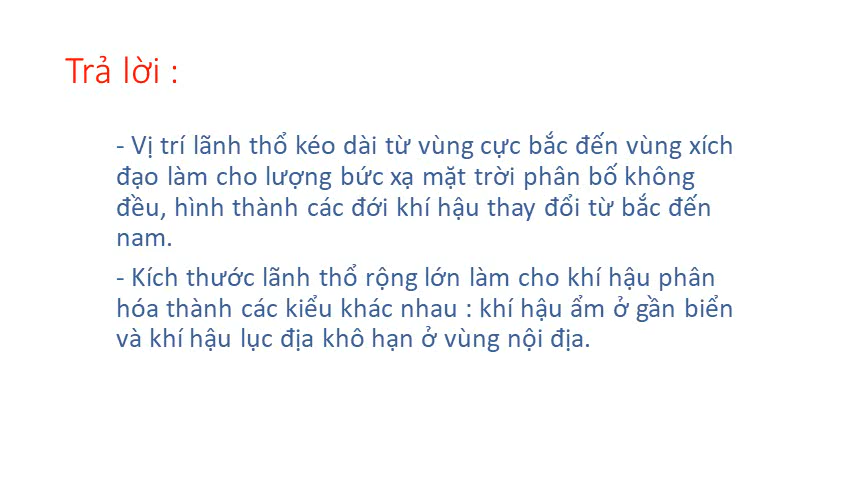 Trả lời :
- Vị trí lãnh thổ kéo dài từ vùng cực bắc đến vùng xích
đạo làm cho lượng bức xạ mặt trời phân bố không
đều, hình thành các đới khí hậu thay đổi từ bắc đến
nam.
- Kích thước lãnh thổ rộng lớn làm cho khí hậu phân
hóa thành các kiểu khác nhau : khí hậu ẩm ở gần biển
và khí hậu lục địa khô hạn ở vùng nội địa.